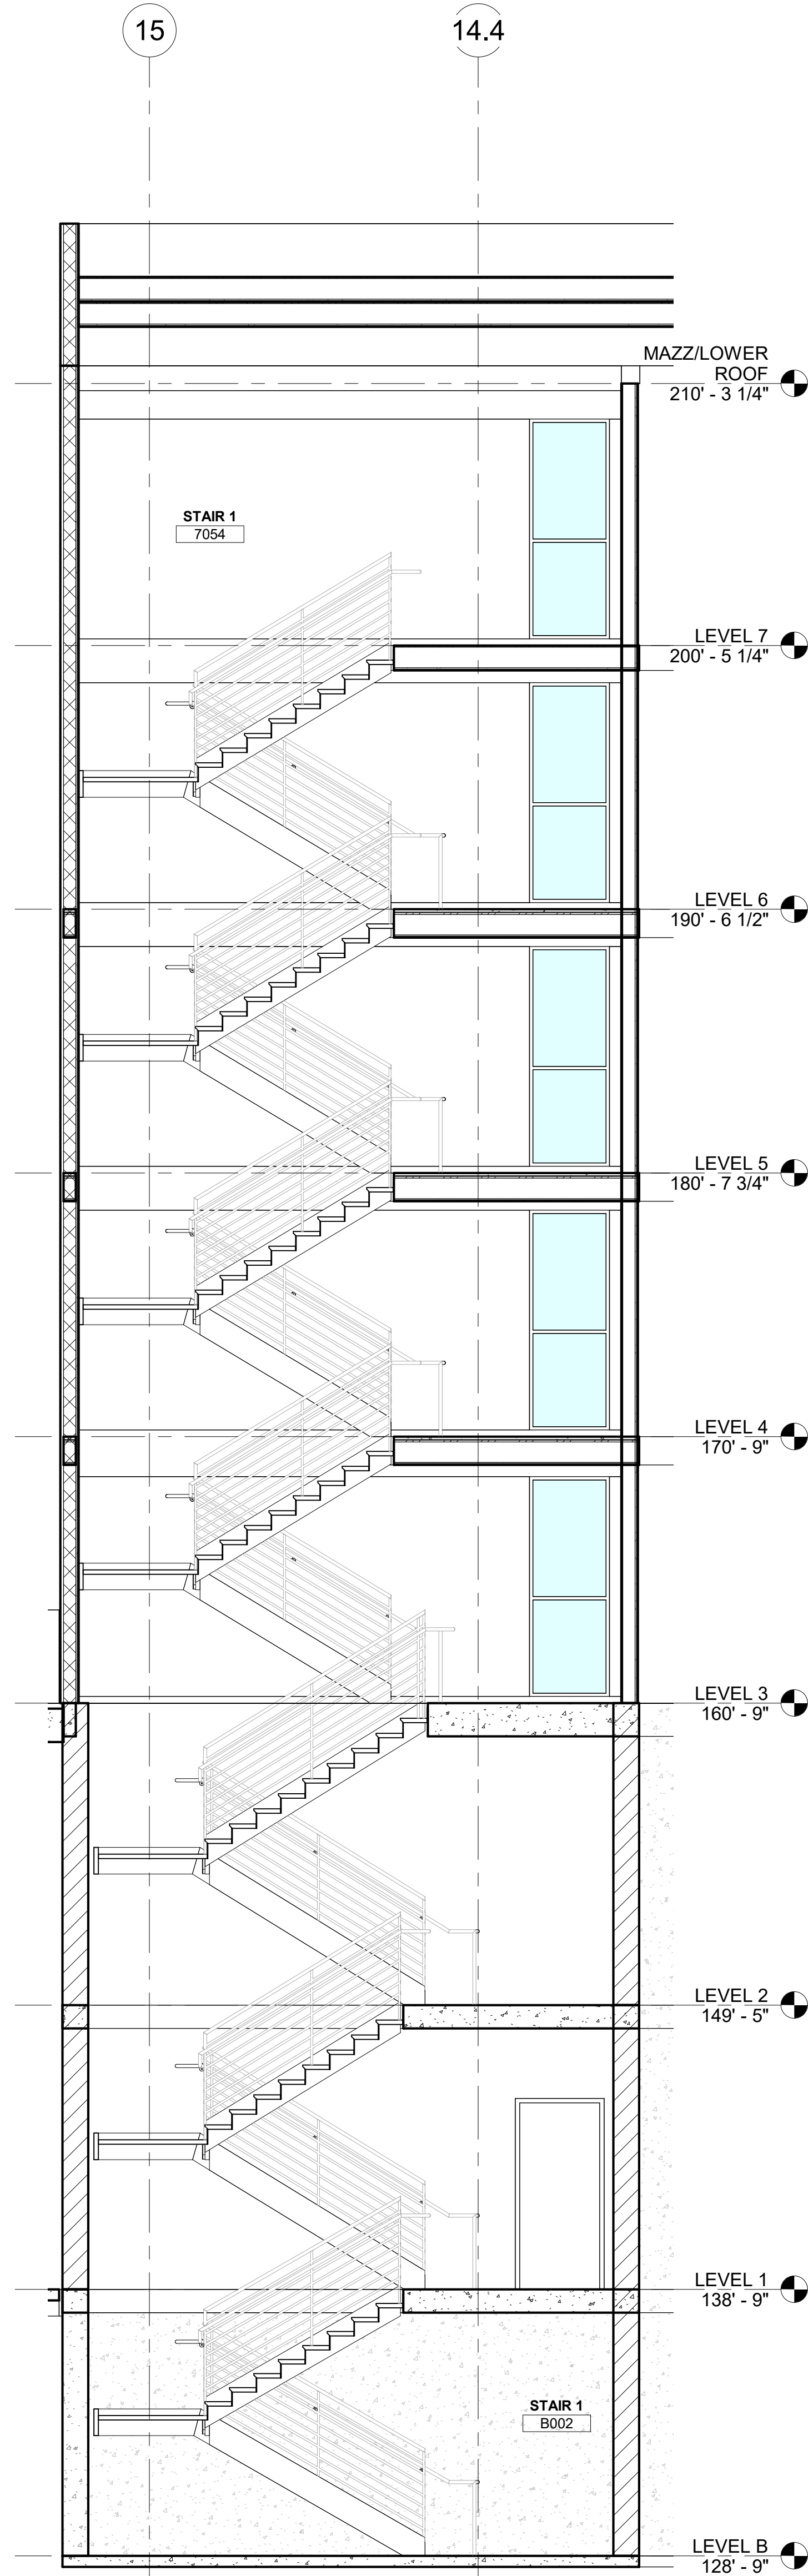 15
14.4
MAZZ/LOWER
ROOF
210' - 3 1/4"
STAIR 1
7054
LEVEL 7
200' - 5 1/4"
LEVEL 6
190' - 6 1/2"
LEVEL 5
180' - 7 3/4"
LEVEL 4
170' - 9"
LEVEL 3
160' - 9"
LEVEL 2
149' - 5"
LEVEL 1
138' - 9"
STAIR 1
B002
LEVEL B
128' - 9"